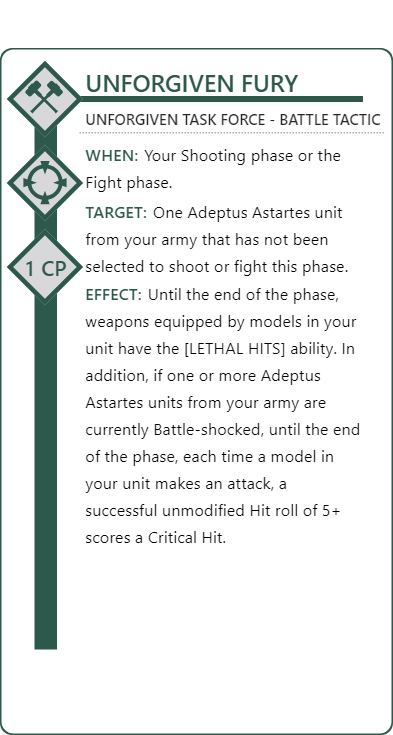 UNFORGIVEN FURY
UNFORGIVEN TASK FORCE - BATTLE TACTIC
WHEN: Your Shooting phase or the
Fight phase.
TARGET: One Adeptus Astartes unit
from your army that has not been
selected to shoot or fight this phase.
1 CP
EFFECT: Until the end of the phase,
weapons equipped by models in your
unit have the [LETHAL HITS] ability. In
addition, if one or more Adeptus
Astartes units from your army are
currently Battle-shocked, until the end
of the phase, each time a model in
your unit makes an attack, a
successful unmodified Hit roll of 5+
scores a Critical Hit.